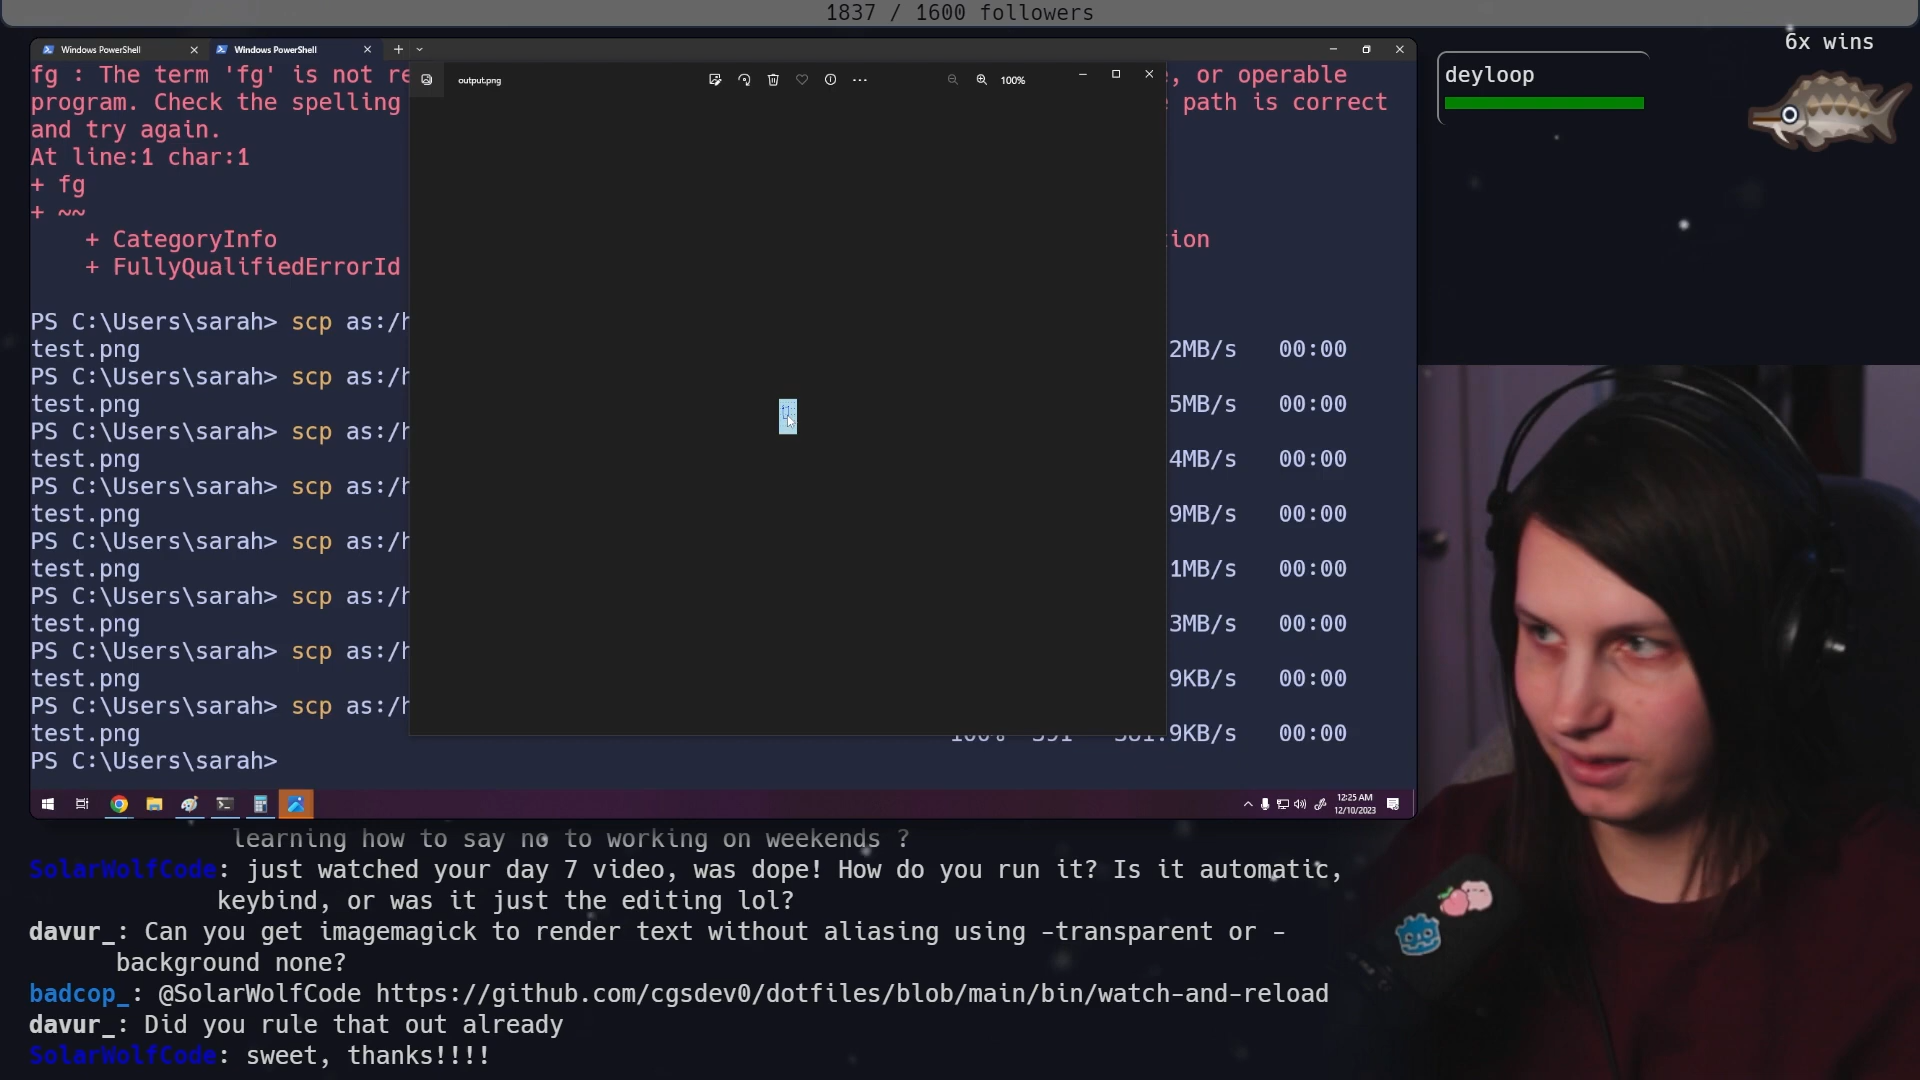 1837 / 1600 followers
6x wins
Windows PowerShell
Windows PowerShell
deyloop
output.png
100%
fg : The term 'fg' is not re
, or operable
program. Check the spelling
path is correct
and try again.
At line:1 char:1
+ fg
+ ~~
+ CategoryInfo
tion
+ FullyQualifiedErrorId
PS C:\Users\sarah> scp as:/h
test.png
2MB/s 00:00
PS C:\Users\sarah> scp as:/h
test.png
5MB/s 00:00
PS C:\Users\sarah> scp as:/h
test.png
4MB/s 00:00
PS C:\Users\sarah> scp as:/h
test.png
9MB/s 00:00
PS C:\Users\sarah> scp as:/h
test.png
1MB/s 00:00
PS C:\Users\sarah> scp as:/h
test.png
3MB/s 00:00
PS C:\Users\sarah> scp as:/h
test.png
9KB/s 00:00
PS C:\Users\sarah> scp as:/h
test.png
100% 391 381.9KB/s 00:00
PS C:\Users\sarah>
12:25 AM
12/10/2023
learning how to say no to working on weekends ?
SolarWolfCode: just watched your day 7 video, was dope! How do you run it? Is it automatic,
keybind, or was it just the editing lol?
davur_: Can you get imagemagick to render text without aliasing using -transparent or -
background none?
badcop_: @SolarWolfCode https://github.com/cgsdev0/dotfiles/blob/main/bin/watch-and-reload
davur_: Did you rule that out already
SolarWolfCode: sweet, thanks!!!!